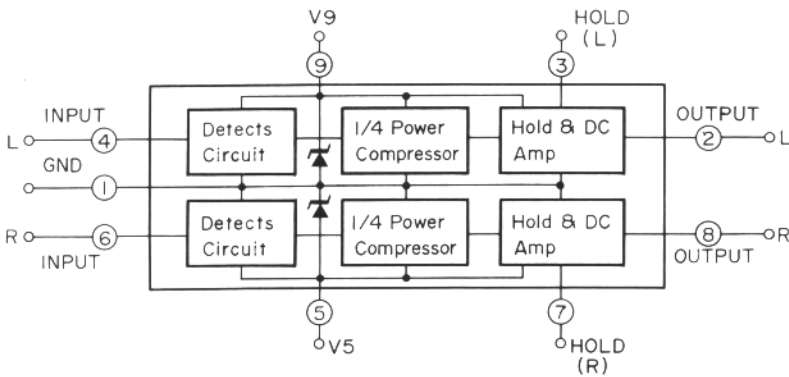 V9
HOLD
(L)
9
3
INPUT
OUTPUT
L
4
Detects
Circuit
1/4 Power
Compressor
Hold & DC
Amp
2
L
GND
1
R
6
Detects
Circuit
1/4 Power
Compressor
Hold & DC
Amp
8
R
INPUT
OUTPUT
5
7
V5
HOLD
(R)